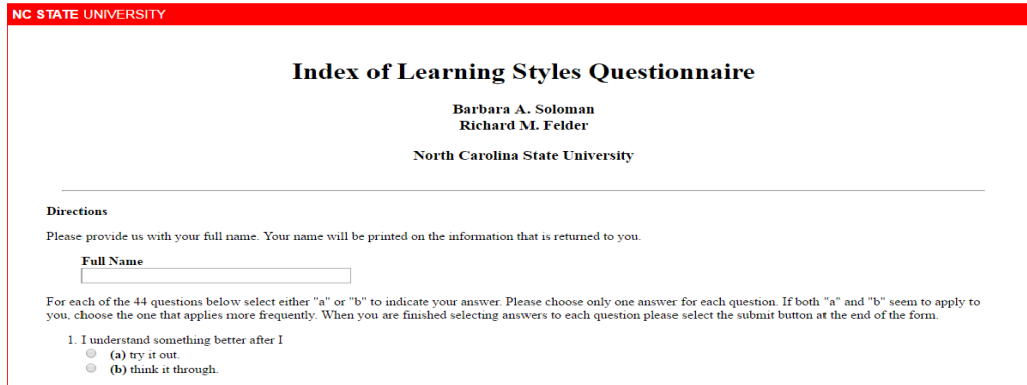 NC STATE UNIVERSITY
Index of Learning Styles Questionnaire
Barbara A. Soloman
Richard M. Felder
North Carolina State University
Directions
Please provide us with your full name. Your name will be printed on the information that is returned to you.
Full Name
For each of the 44 questions below select either "a" or "b" to indicate your answer. Please choose only one answer for each question. If both "a" and "b" seem to apply to
you, choose the one that applies more frequently. When you are finished selecting answers to each question please select the submit button at the end of the form.
1. I understand something better after I
(a) try it out.
(b) think it through.